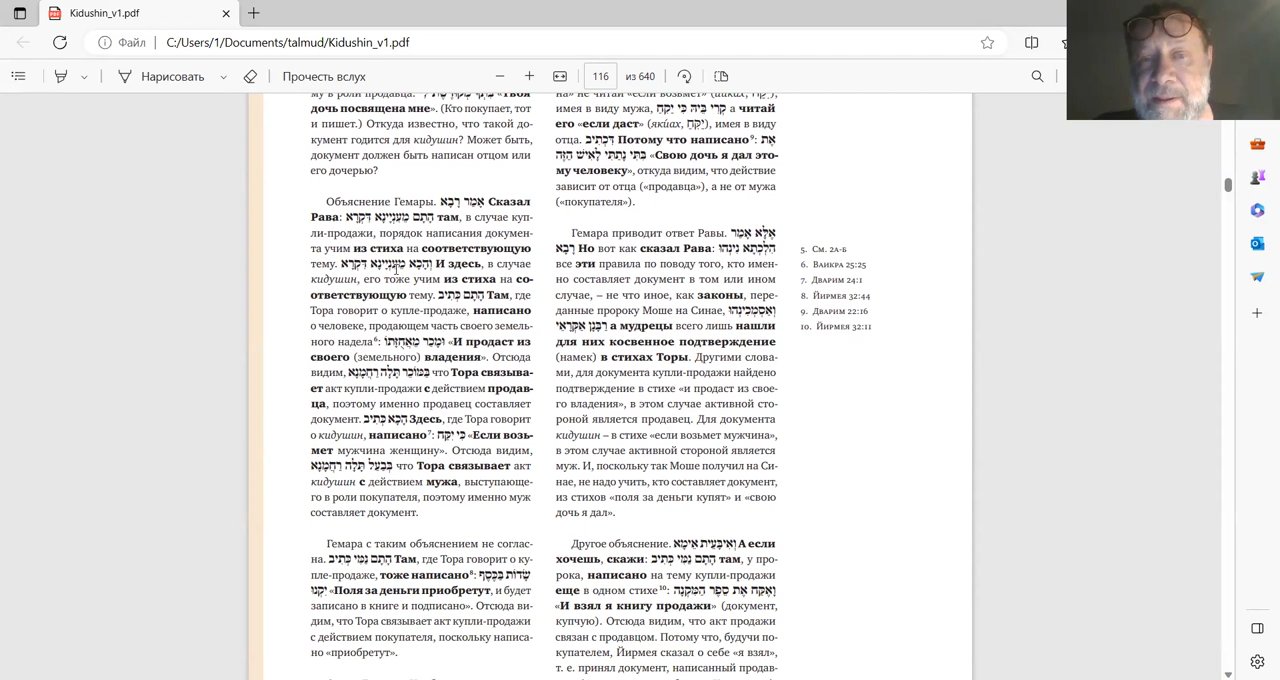 Kidushin_v1.pdf
Файл
C:/Users/1/Documents/talmud/Kidushin_v1.pdf
Нарисовать
Прочесть вслух
116
из 640
дочь посвящена мне». (Кто покупает, тот
и пишет.) Откуда известно, что такой до-
кумент годится для кидушин? Может быть,
документ должен быть написан отцом или
его дочерью?
Объяснение Гемары. אָמַר רָבָא Сказал
Рава: הָתָם מֵעִנְיָינָא דִּקְרָא там, в случае куп-
ли-продажи, порядок написания докумен-
та учим из стиха на соответствующую
тему. וְהָכָא מֵעִנְיָינָא דִּקְרָא И здесь, в случае
кидушин, его тоже учим из стиха на со-
ответствующую тему. הָתָם כְּתִיב Там, где
Тора говорит о купле-продаже, написано
о человеке, продающем часть своего земель-
ного надела⁶: וּמָכַר מֵאֲחֻזָּתוֹ «И продаст из
своего (земельного) владения». Отсюда
видим, בְּמוֹכֵר תָּלָה רַחֲמָנָא что Тора связыва-
ет акт купли-продажи с действием продав-
ца, поэтому именно продавец составляет
документ. הָכָא כְּתִיב Здесь, где Тора говорит
о кидушин, написано⁷: כִּי יִקַּח «Если возь-
мет мужчина женщину». Отсюда видим,
בְּבַעַל תָּלָה רַחֲמָנָא что Тора связывает акт
кидушин с действием мужа, выступающе-
го в роли покупателя, поэтому именно муж
составляет документ.
Гемара с таким объяснением не соглас-
на. הָתָם נַמֵי כְּתִיב Там, где Тора говорит о ку-
пле-продаже, тоже написано⁸: שָׂדוֹת בַּכֶּסֶף
יִקְנוּ «Поля за деньги приобретут, и будет
записано в книге и подписано». Отсюда ви-
дим, что Тора связывает акт купли-продажи
с действием покупателя, поскольку написа-
но «приобретут».
имея в виду мужа, קְרִי בֵּיהּ כִּי יַקִּחַ а читай
его «если даст» (якиах, יַקִּחַ), имея в виду
отца. דִּכְתִיב Потому что написано⁹: אֶת
בִּתִּי נָתַתִּי לָאִישׁ הַזֶּה «Свою дочь я дал это-
му человеку», откуда видим, что действие
зависит от отца («продавца»), а не от мужа
(«покупателя»).
Гемара приводит ответ Равы. אֶלָּא אָמַר
רָבָא Но вот как сказал Рава: הִלְכְתָא נִינְהוּ
все эти правила по поводу того, кто имен-
но составляет документ в том или ином
случае, – не что иное, как законы, пере-
данные пророку Моше на Синае, וְאַסְמְכִינְהוּ
רַבָּנַן אַקְּרָאֵי а мудрецы всего лишь нашли
для них косвенное подтверждение
(намек) в стихах Торы. Другими слова-
ми, для документа купли-продажи найдено
подтверждение в стихе «и продаст из свое-
го владения», в этом случае активной сто-
роной является продавец. Для документа
кидушин – в стихе «если возьмет мужчина»,
в этом случае активной стороной является
муж. И, поскольку так Моше получил на Си-
нае, не надо учить, кто составляет документ,
из стихов «поля за деньги купят» и «свою
дочь я дал».
Другое объяснение. וְאִיבָּעֵית אֵימָא А если
хочешь, скажи: הָתָם נַמֵי כְּתִיב там, у про-
рока, написано на тему купли-продажи
еще в одном стихе¹⁰: וָאֶקַּח אֶת סֵפֶר הַמִּקְנָה
«И взял я книгу продажи» (документ,
купчую). Отсюда видим, что акт продажи
связан с продавцом. Потому что, будучи по-
купателем, Йирмея сказал о себе «я взял»,
т. е. принял документ, написанный продав-
5. См. 2а-б
6. Ваикра 25:25
7. Дварим 24:1
8. Йирмея 32:44
9. Дварим 22:16
10. Йирмея 32:11